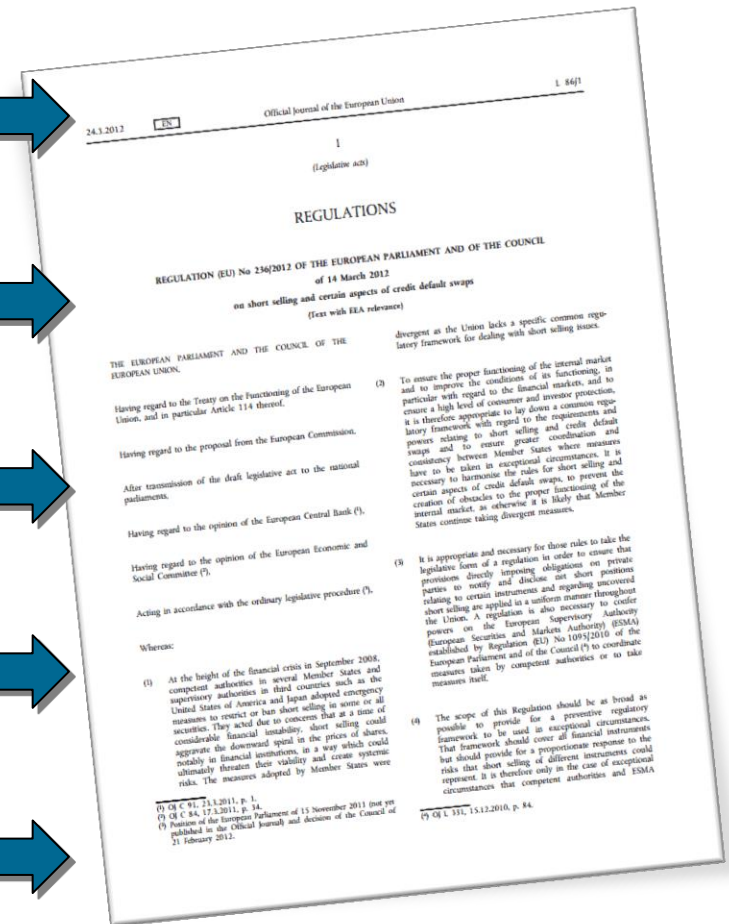 24.3.2012
EN
Official Journal of the European Union
L 86/1
I
(Legislative acts)
REGULATIONS
REGULATION (EU) No 236/2012 OF THE EUROPEAN PARLIAMENT AND OF THE COUNCIL
of 14 March 2012
on short selling and certain aspects of credit default swaps
(Text with EEA relevance)
THE EUROPEAN PARLIAMENT AND THE COUNCIL OF THE
EUROPEAN UNION,
Having regard to the Treaty on the Functioning of the European
Union, and in particular Article 114 thereof,
Having regard to the proposal from the European Commission,
After transmission of the draft legislative act to the national
parliaments,
Having regard to the opinion of the European Central Bank (¹),
Having regard to the opinion of the European Economic and
Social Committee (²),
Acting in accordance with the ordinary legislative procedure (³),
Whereas:
(1) At the height of the financial crisis in September 2008,
competent authorities in several Member States and
supervisory authorities in third countries such as the
United States of America and Japan adopted emergency
measures to restrict or ban short selling in some or all
securities. They acted due to concerns that at a time of
considerable financial instability, short selling could
aggravate the downward spiral in the prices of shares,
notably in financial institutions, in a way which could
ultimately threaten their viability and create systemic
risks. The measures adopted by Member States were
(¹) OJ C 91, 23.3.2011, p. 1.
(²) OJ C 84, 17.3.2011, p. 34.
(³) Position of the European Parliament of 15 November 2011 (not yet
published in the Official Journal) and decision of the Council of
21 February 2012.
divergent as the Union lacks a specific common regu-
latory framework for dealing with short selling issues.
(2) To ensure the proper functioning of the internal market
and to improve the conditions of its functioning, in
particular with regard to the financial markets, and to
ensure a high level of consumer and investor protection,
it is therefore appropriate to lay down a common regu-
latory framework with regard to the requirements and
powers relating to short selling and credit default
swaps and to ensure greater coordination and
consistency between Member States where measures
have to be taken in exceptional circumstances. It is
necessary to harmonise the rules for short selling and
certain aspects of credit default swaps, to prevent the
creation of obstacles to the proper functioning of the
internal market, as otherwise it is likely that Member
States continue taking divergent measures.
(3) It is appropriate and necessary for those rules to take the
legislative form of a regulation in order to ensure that
provisions directly imposing obligations on private
parties to notify and disclose net short positions
relating to certain instruments and regarding uncovered
short selling are applied in a uniform manner throughout
the Union. A regulation is also necessary to confer
powers on the European Supervisory Authority
(European Securities and Markets Authority) (ESMA)
established by Regulation (EU) No 1095/2010 of the
European Parliament and of the Council (⁴) to coordinate
measures taken by competent authorities or to take
measures itself.
(4) The scope of this Regulation should be as broad as
possible to provide for a preventive regulatory
framework to be used in exceptional circumstances.
That framework should cover all financial instruments
but should provide for a proportionate response to the
risks that short selling of different instruments could
represent. It is therefore only in the case of exceptional
circumstances that competent authorities and ESMA
(⁴) OJ L 331, 15.12.2010, p. 84.